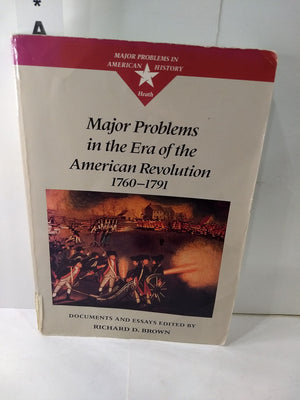 * A
MAJOR PROBLEMS IN
AMERICAN HISTORY
Heath
Major Problems
in the Era of the
American Revolution
1760–1791
DOCUMENTS AND ESSAYS EDITED BY
RICHARD D. BROWN